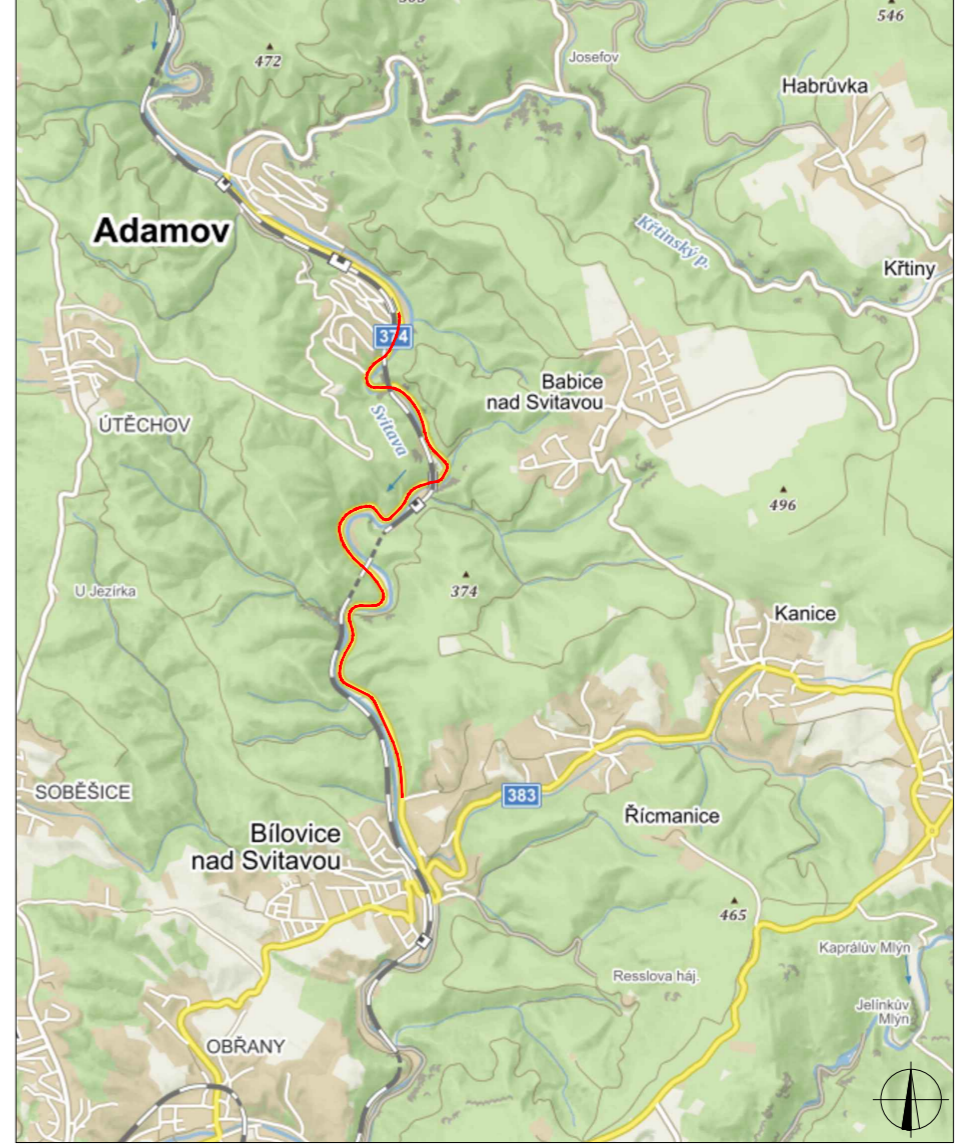 546
472
Josefov
Habrůvka
Adamov
Křtinský p.
Křtiny
374
Babice
nad Svitavou
Svitava
ÚTĚCHOV
496
U Jezírka
374
Kanice
SOBĚŠICE
383
Řícmanice
Bílovice
nad Svitavou
465
Kaprálův Mlýn
Resslova háj.
Jelínkův
Mlýn
OBŘANY